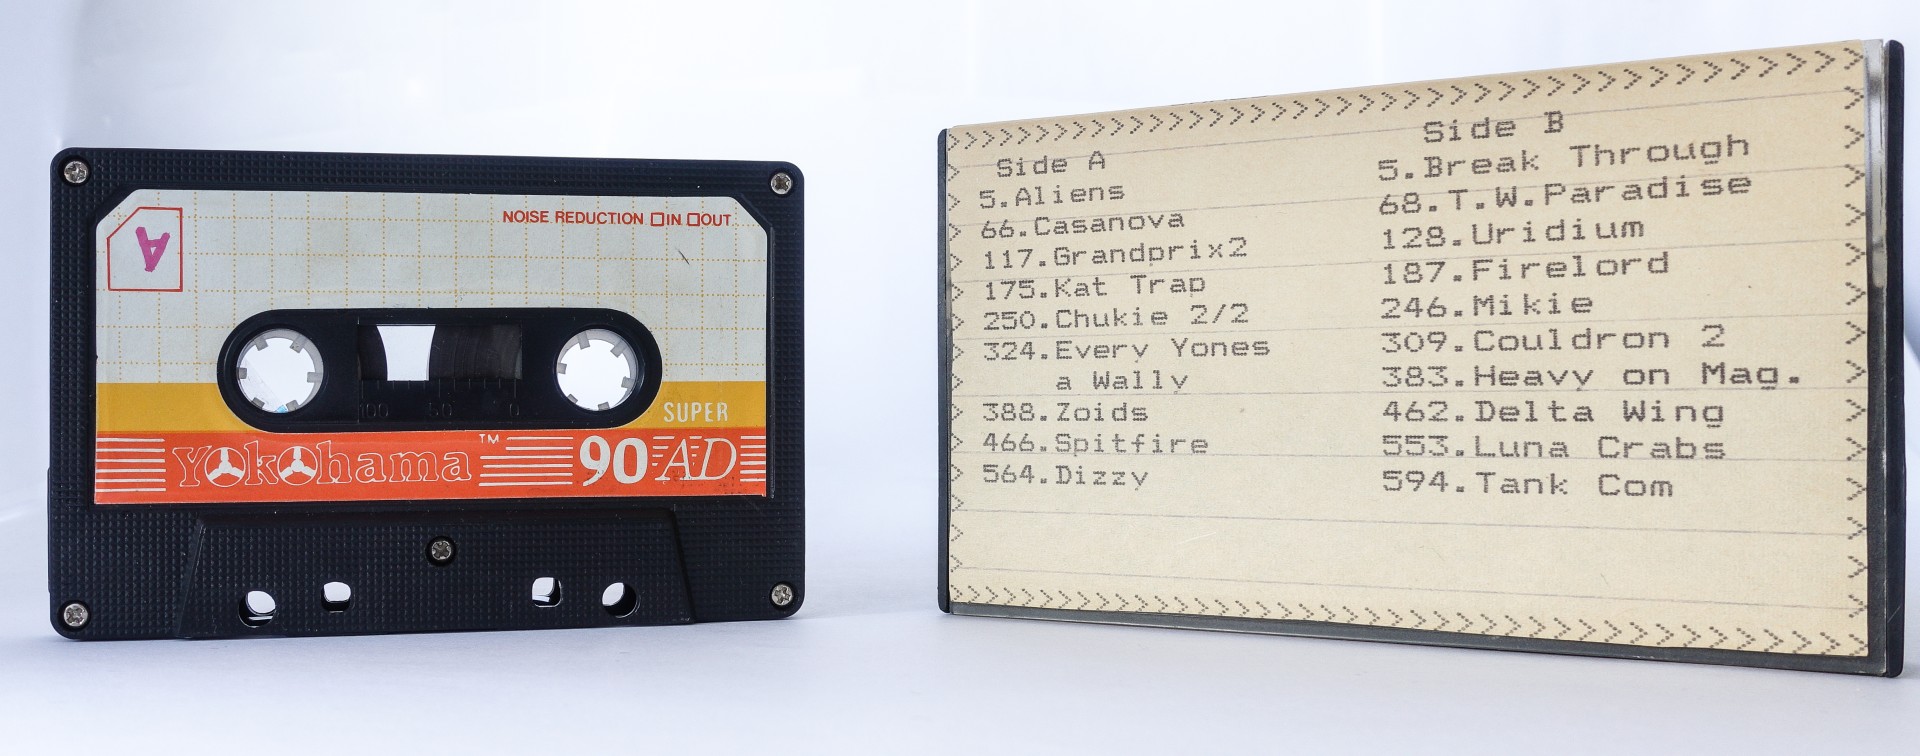 A
NOISE REDUCTION IN OUT
100 50 0
SUPER
Yokohama™ 90 AD
Side A
5.Aliens
66.Casanova
117.Grandprix2
175.Kat Trap
250.Chukie 2/2
324.Every Yones
a Wally
388.Zoids
466.Spitfire
564.Dizzy
Side B
5.Break Through
68.T.W.Paradise
128.Uridium
187.Firelord
246.Mikie
309.Couldron 2
383.Heavy on Mag.
462.Delta Wing
553.Luna Crabs
594.Tank Com